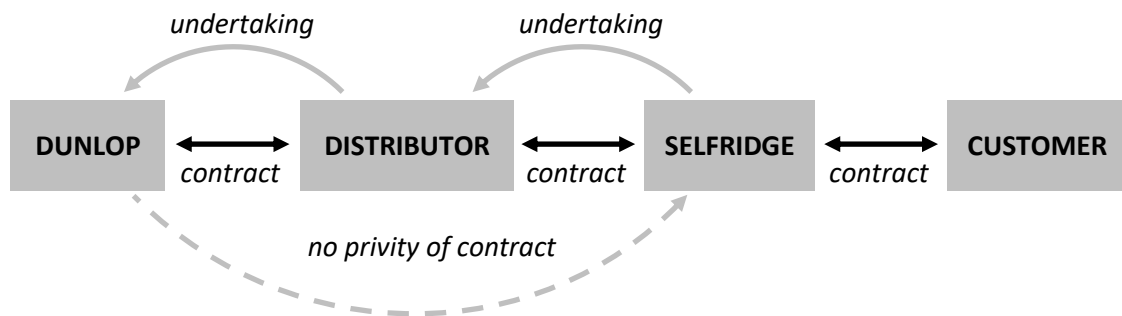 undertaking
undertaking
DUNLOP
DISTRIBUTOR
SELFRIDGE
CUSTOMER
contract
contract
contract
no privity of contract